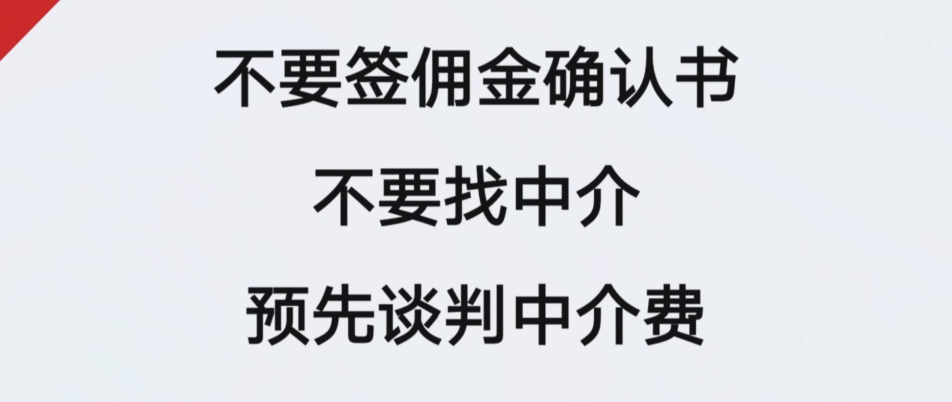 不要签佣金确认书
不要找中介
预先谈判中介费